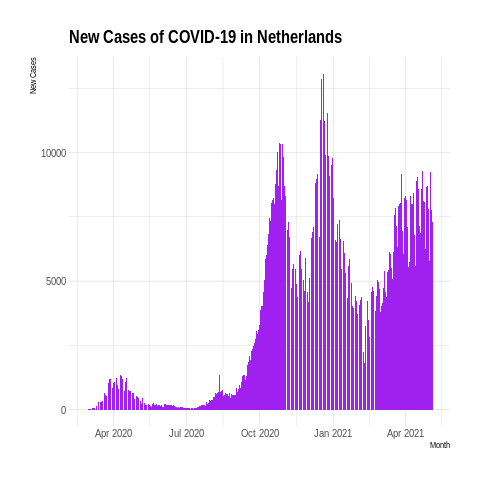 New Cases of COVID-19 in Netherlands
New Cases
10000
5000
0
Apr 2020
Jul 2020
Oct 2020
Jan 2021
Apr 2021
Month